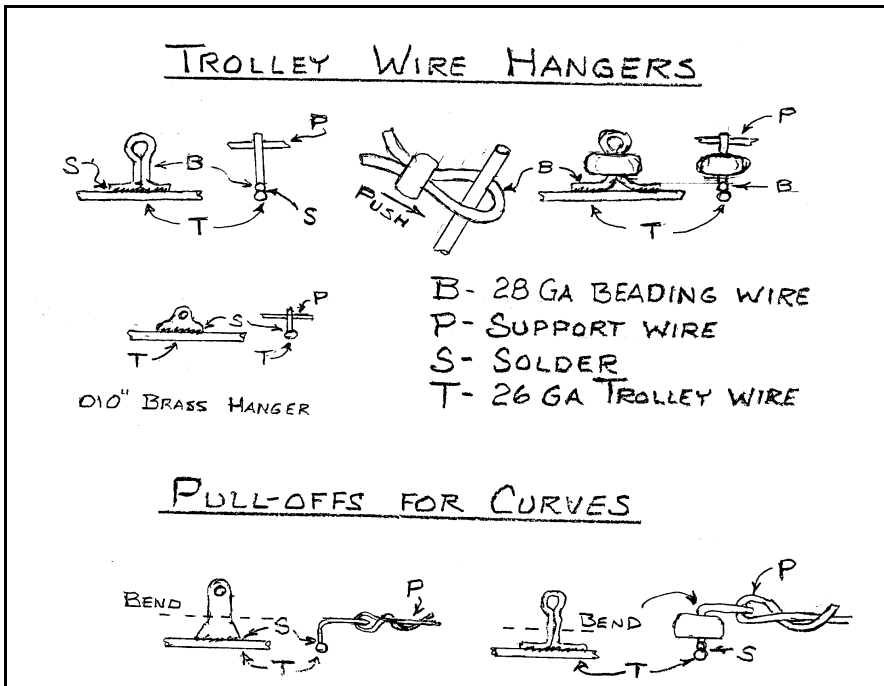 TROLLEY WIRE HANGERS
S B P
T S
PUSH B
P
B
T
S P
T T
.010" BRASS HANGER
B- 28 GA BEADING WIRE
P- SUPPORT WIRE
S- SOLDER
T- 26 GA TROLLEY WIRE
PULL-OFFS FOR CURVES
BEND S P
T
BEND P
T S